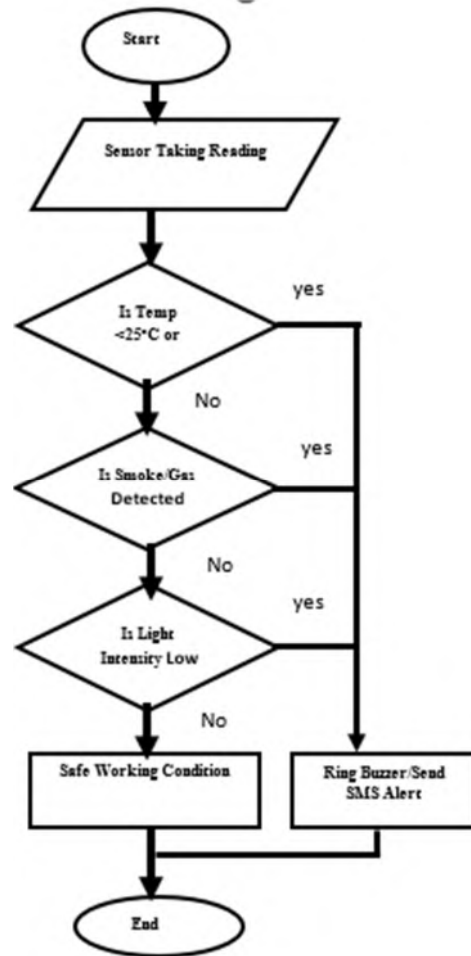 Start
Sensor Taking Reading
Is Temp
<25°C or
yes
No
Is Smoke/Gas
Detected
yes
No
Is Light
Intensity Low
yes
No
Safe Working Condition
Ring Buzzer/Send
SMS Alert
End